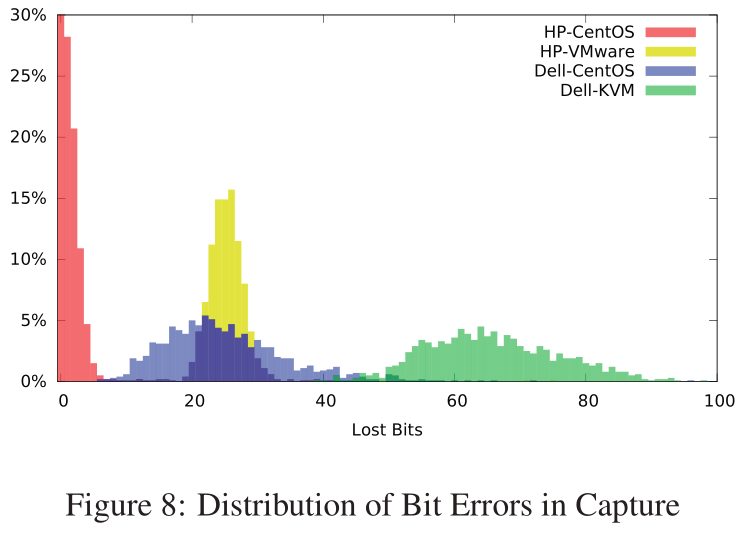 30%
25%
20%
15%
10%
5%
0%
HP-CentOS
HP-VMware
Dell-CentOS
Dell-KVM
0 20 40 60 80 100
Lost Bits
Figure 8: Distribution of Bit Errors in Capture